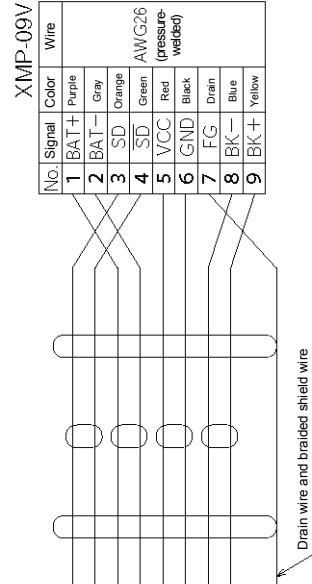 XMP-09V
No. Signal Color Wire
1 BAT+ Purple AWG26 (pressure-welded)
2 BAT− Gray
3 SD Orange
4 S̅D̅ Green
5 VCC Red
6 GND Black
7 FG Drain
8 BK− Blue
9 BK+ Yellow
Drain wire and braided shield wire